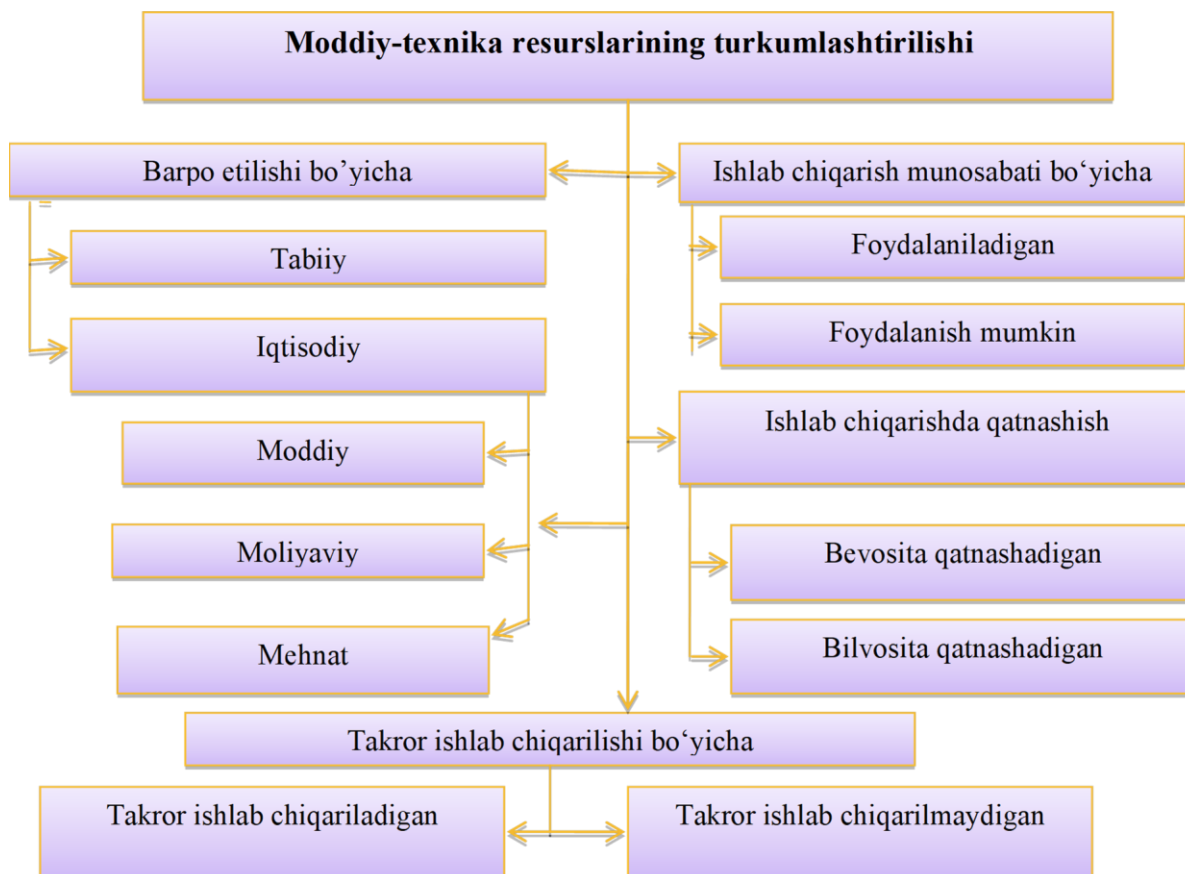 Moddiy-texnika resurslarining turkumlashtirilishi
Barpo etilishi bo’yicha
Tabiiy
Iqtisodiy
Moddiy
Moliyaviy
Mehnat
Ishlab chiqarish munosabati bo‘yicha
Foydalaniladigan
Foydalanish mumkin
Ishlab chiqarishda qatnashish
Bevosita qatnashadigan
Bilvosita qatnashadigan
Takror ishlab chiqarilishi bo‘yicha
Takror ishlab chiqariladigan
Takror ishlab chiqarilmaydigan